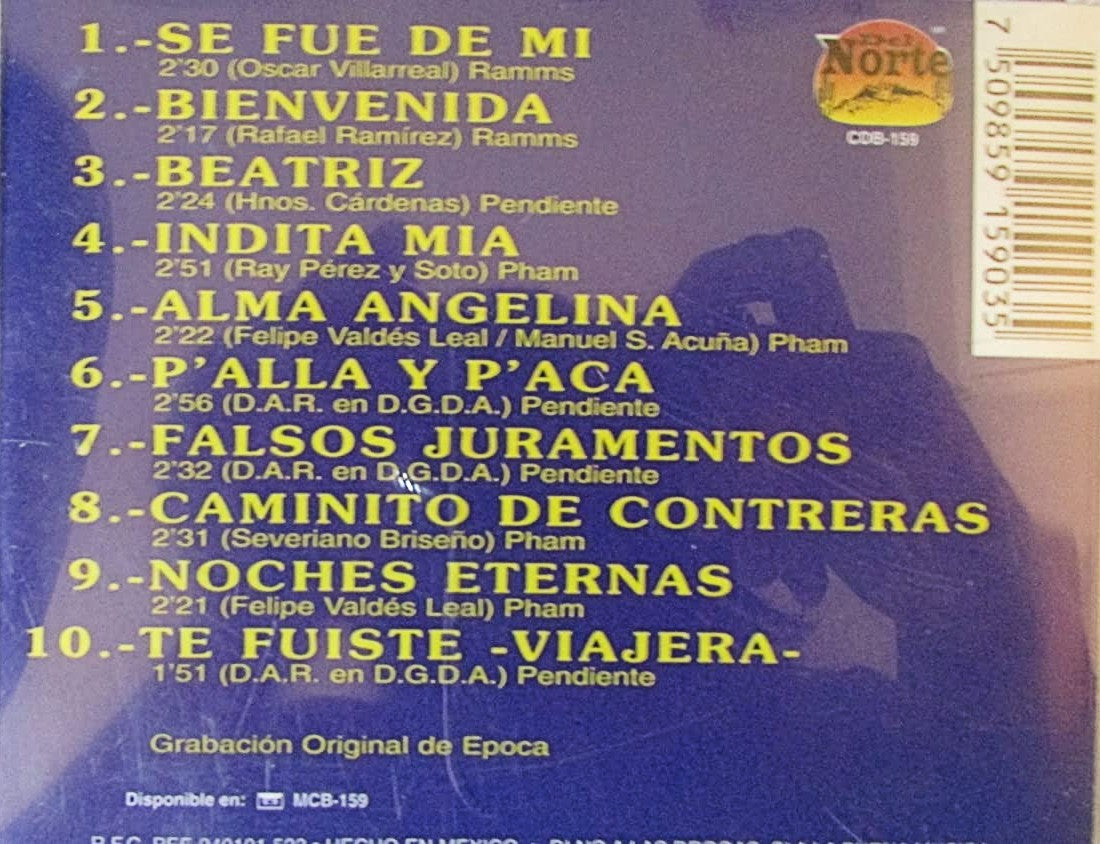 1.-SE FUE DE MI
2'30 (Oscar Villarreal) Ramms
2.-BIENVENIDA
2'17 (Rafael Ramírez) Ramms
3.-BEATRIZ
2'24 (Hnos. Cárdenas) Pendiente
4.-INDITA MIA
2'51 (Ray Pérez y Soto) Pham
5.-ALMA ANGELINA
2'22 (Felipe Valdés Leal / Manuel S. Acuña) Pham
6.-P'ALLA Y P'ACA
2'56 (D.A.R. en D.G.D.A.) Pendiente
7.-FALSOS JURAMENTOS
2'32 (D.A.R. en D.G.D.A.) Pendiente
8.-CAMINITO DE CONTRERAS
2'31 (Severiano Briseño) Pham
9.-NOCHES ETERNAS
2'21 (Felipe Valdés Leal) Pham
10.-TE FUISTE -VIAJERA-
1'51 (D.A.R. en D.G.D.A.) Pendiente
Grabación Original de Epoca
Disponible en: MCB-159
HECHO EN MEXICO
Del
Norte
CDB-159
7 509859 159035